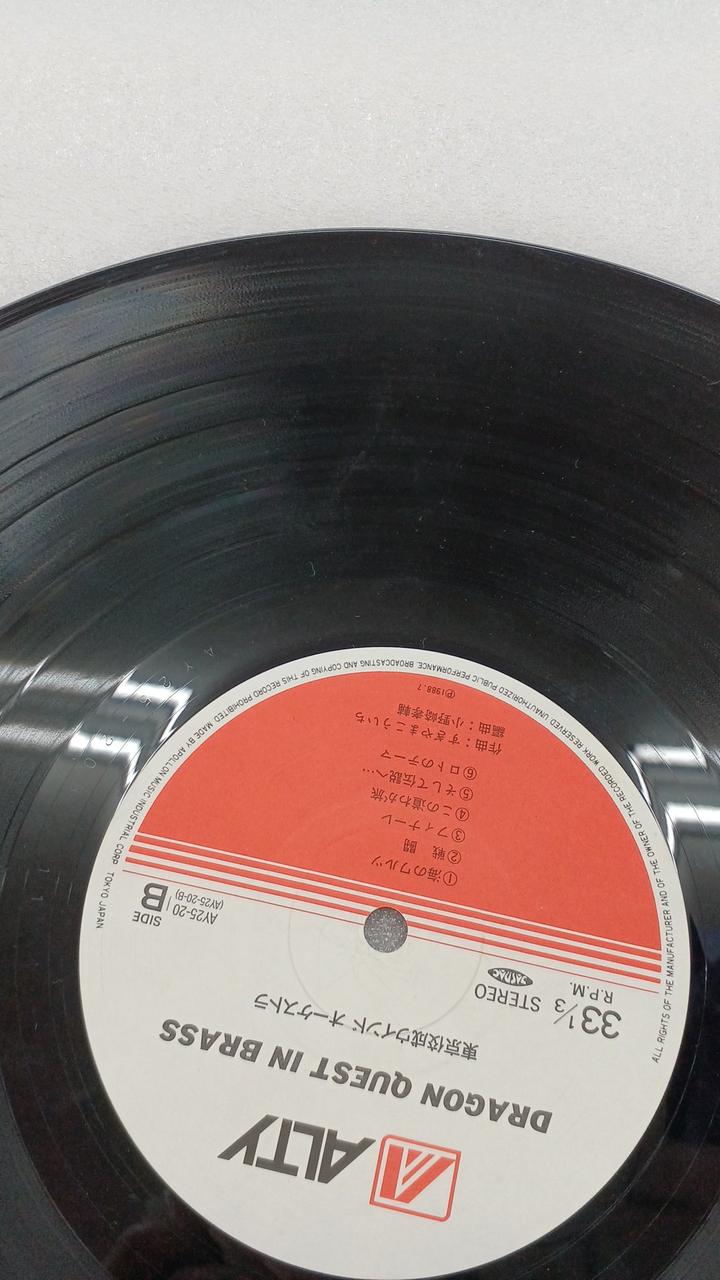 ALTY
DRAGON QUEST IN BRASS
東京佼成ウインド オーケストラ
33 1/3
R.P.M.
STEREO
JASRAC
SIDE
B
AY25-20
(AY25-20-B)
①海のワルツ
②戦 闘
③フィナーレ
④この道わが旅
⑤そして伝説へ…
⑥ロトのテーマ
作曲：すぎやまこういち
編曲：小野崎孝輔
Ⓟ1988.7
ALL RIGHTS OF THE MANUFACTURER AND OF THE OWNER OF THE RECORDED WORK RESERVED UNAUTHORIZED PUBLIC PERFORMANCE. BROADCASTING AND COPYING OF THIS RECORD PROHIBITED MADE BY APOLLON MUSIC INDUSTRIAL CORP. TOKYO JAPAN